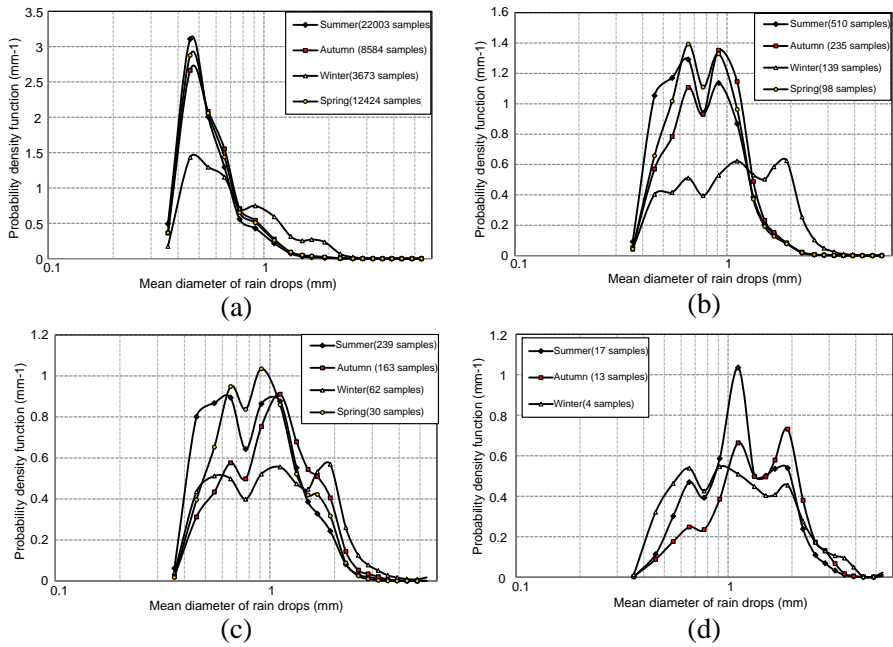 Probability density function (mm-1)
3.5
3
2.5
2
1.5
1
0.5
0
0.1
1
Summer(22003 samples)
Autumn (8584 samples)
Winter(3673 samples)
Spring(12424 samples
Mean diameter of rain drops (mm)
(a)
Probability density function (mm-1)
1.6
1.4
1.2
1
0.8
0.6
0.4
0.2
0
0.1
1
Summer(510 samples)
Autumn (235 samples)
Winter(139 samples)
Spring(98 samples)
Mean diameter of rain drops (mm)
(b)
Probability density function (mm-1)
1.2
1
0.8
0.6
0.4
0.2
0
0.1
1
Summer(239 samples)
Autumn (163 samples)
Winter(62 samples)
Spring(30 samples)
Mean diameter of rain drops (mm)
(c)
Probability density function (mm-1)
1.2
1
0.8
0.6
0.4
0.2
0
0.1
1
Summer(17 samples)
Autumn (13 samples)
Winter(4 samples)
Mean diameter of rain drops (mm)
(d)